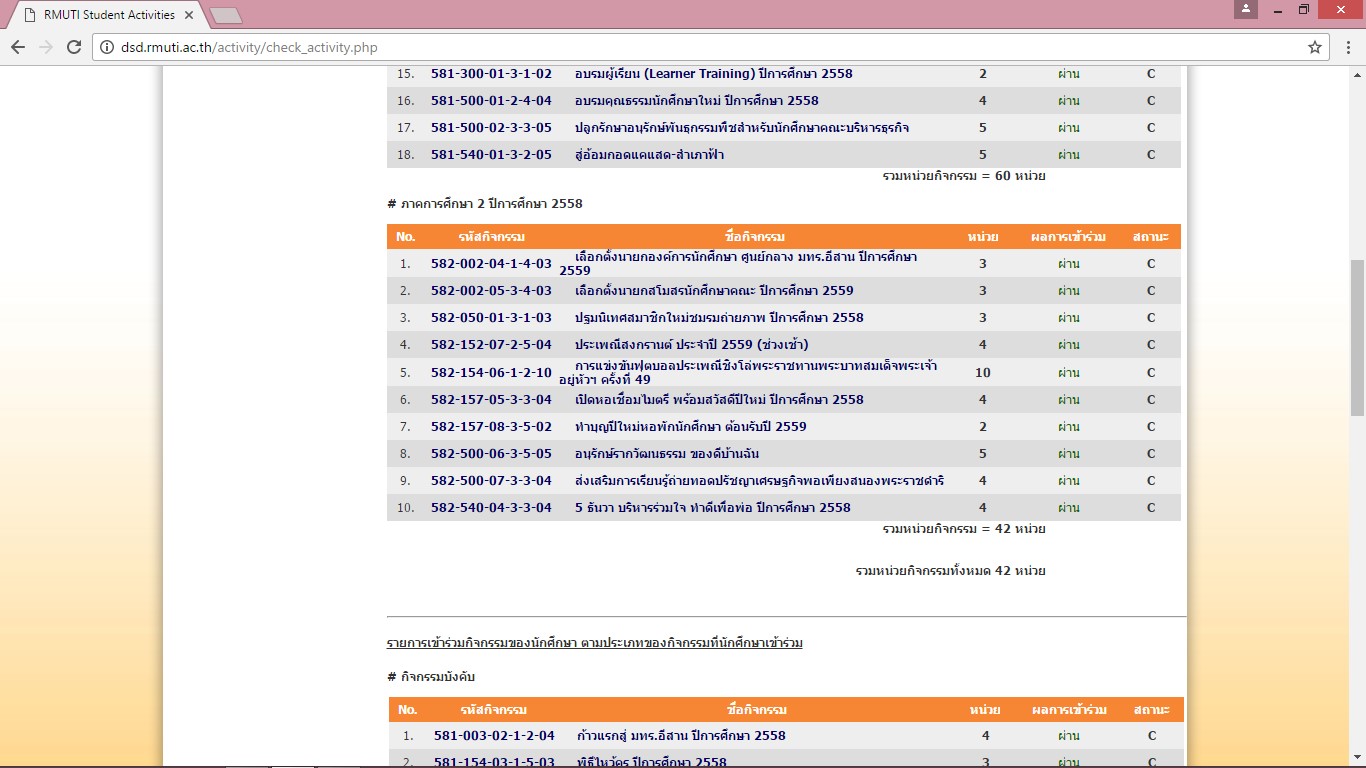 RMUTI Student Activities
dsd.rmuti.ac.th/activity/check_activity.php
15. 581-300-01-3-1-02 อบรมผู้เรียน (Learner Training) ปีการศึกษา 2558 2 ผ่าน C
16. 581-500-01-2-4-04 อบรมคุณธรรมนักศึกษาใหม่ ปีการศึกษา 2558 4 ผ่าน C
17. 581-500-02-3-3-05 ปลูกรักษาอนุรักษ์พันธุกรรมพืชสำหรับนักศึกษาคณะบริหารธุรกิจ 5 ผ่าน C
18. 581-540-01-3-2-05 สู่อ้อมกอดแคแสด-สำเภาฟ้า 5 ผ่าน C
รวมหน่วยกิจกรรม = 60 หน่วย
# ภาคการศึกษา 2 ปีการศึกษา 2558
No. รหัสกิจกรรม ชื่อกิจกรรม หน่วย ผลการเข้าร่วม สถานะ
1. 582-002-04-1-4-03 เลือกตั้งนายกองค์การนักศึกษา ศูนย์กลาง มทร.อีสาน ปีการศึกษา 3 ผ่าน C
2559
2. 582-002-05-3-4-03 เลือกตั้งนายกสโมสรนักศึกษาคณะ ปีการศึกษา 2559 3 ผ่าน C
3. 582-050-01-3-1-03 ปฐมนิเทศสมาชิกใหม่ชมรมถ่ายภาพ ปีการศึกษา 2558 3 ผ่าน C
4. 582-152-07-2-5-04 ประเพณีสงกรานต์ ประจำปี 2559 (ช่วงเช้า) 4 ผ่าน C
5. 582-154-06-1-2-10 การแข่งขันฟุตบอลประเพณีชิงโล่พระราชทานพระบาทสมเด็จพระเจ้า 10 ผ่าน C
อยู่หัวฯ ครั้งที่ 49
6. 582-157-05-3-3-04 เปิดหอเชื่อมไมตรี พร้อมสวัสดีปีใหม่ ปีการศึกษา 2558 4 ผ่าน C
7. 582-157-08-3-5-02 ทำบุญปีใหม่หอพักนักศึกษา ต้อนรับปี 2559 2 ผ่าน C
8. 582-500-06-3-5-05 อนุรักษ์รากวัฒนธรรม ของดีบ้านฉัน 5 ผ่าน C
9. 582-500-07-3-3-04 ส่งเสริมการเรียนรู้ถ่ายทอดปรัชญาเศรษฐกิจพอเพียงสนองพระราชดำริ 4 ผ่าน C
10. 582-540-04-3-3-04 5 ธันวา บริหารร่วมใจ ทำดีเพื่อพ่อ ปีการศึกษา 2558 4 ผ่าน C
รวมหน่วยกิจกรรม = 42 หน่วย
รวมหน่วยกิจกรรมทั้งหมด 42 หน่วย
รายการเข้าร่วมกิจกรรมของนักศึกษา ตามประเภทของกิจกรรมที่นักศึกษาเข้าร่วม
# กิจกรรมบังคับ
No. รหัสกิจกรรม ชื่อกิจกรรม หน่วย ผลการเข้าร่วม สถานะ
1. 581-003-02-1-2-04 ก้าวแรกสู่ มทร.อีสาน ปีการศึกษา 2558 4 ผ่าน C
2. 581-154-03-1-5-03 พิธีไหว้ครู ปีการศึกษา 2558 3 ผ่าน C